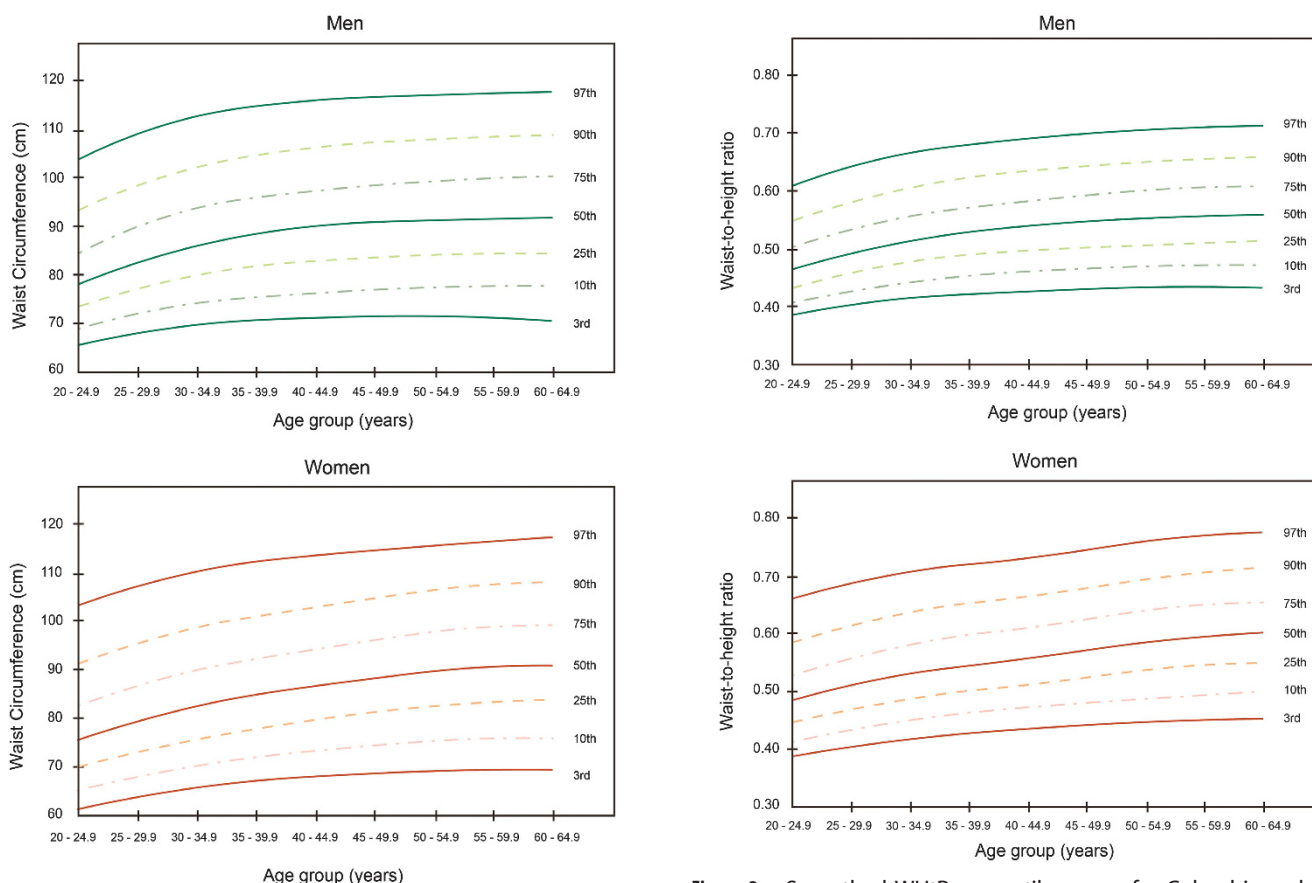 Men
Waist Circumference (cm)
120
110
100
90
80
70
60
97th
90th
75th
50th
25th
10th
3rd
20 - 24.9 25 - 29.9 30 - 34.9 35 - 39.9 40 - 44.9 45 - 49.9 50 - 54.9 55 - 59.9 60 - 64.9
Age group (years)
Men
Waist-to-height ratio
0.80
0.70
0.60
0.50
0.40
0.30
97th
90th
75th
50th
25th
10th
3rd
20 - 24.9 25 - 29.9 30 - 34.9 35 - 39.9 40 - 44.9 45 - 49.9 50 - 54.9 55 - 59.9 60 - 64.9
Age group (years)
Women
Waist Circumference (cm)
120
110
100
90
80
70
60
97th
90th
75th
50th
25th
10th
3rd
20 - 24.9 25 - 29.9 30 - 34.9 35 - 39.9 40 - 44.9 45 - 49.9 50 - 54.9 55 - 59.9 60 - 64.9
Age group (years)
Women
Waist-to-height ratio
0.80
0.70
0.60
0.50
0.40
0.30
97th
90th
75th
50th
25th
10th
3rd
20 - 24.9 25 - 29.9 30 - 34.9 35 - 39.9 40 - 44.9 45 - 49.9 50 - 54.9 55 - 59.9 60 - 64.9
Age group (years)